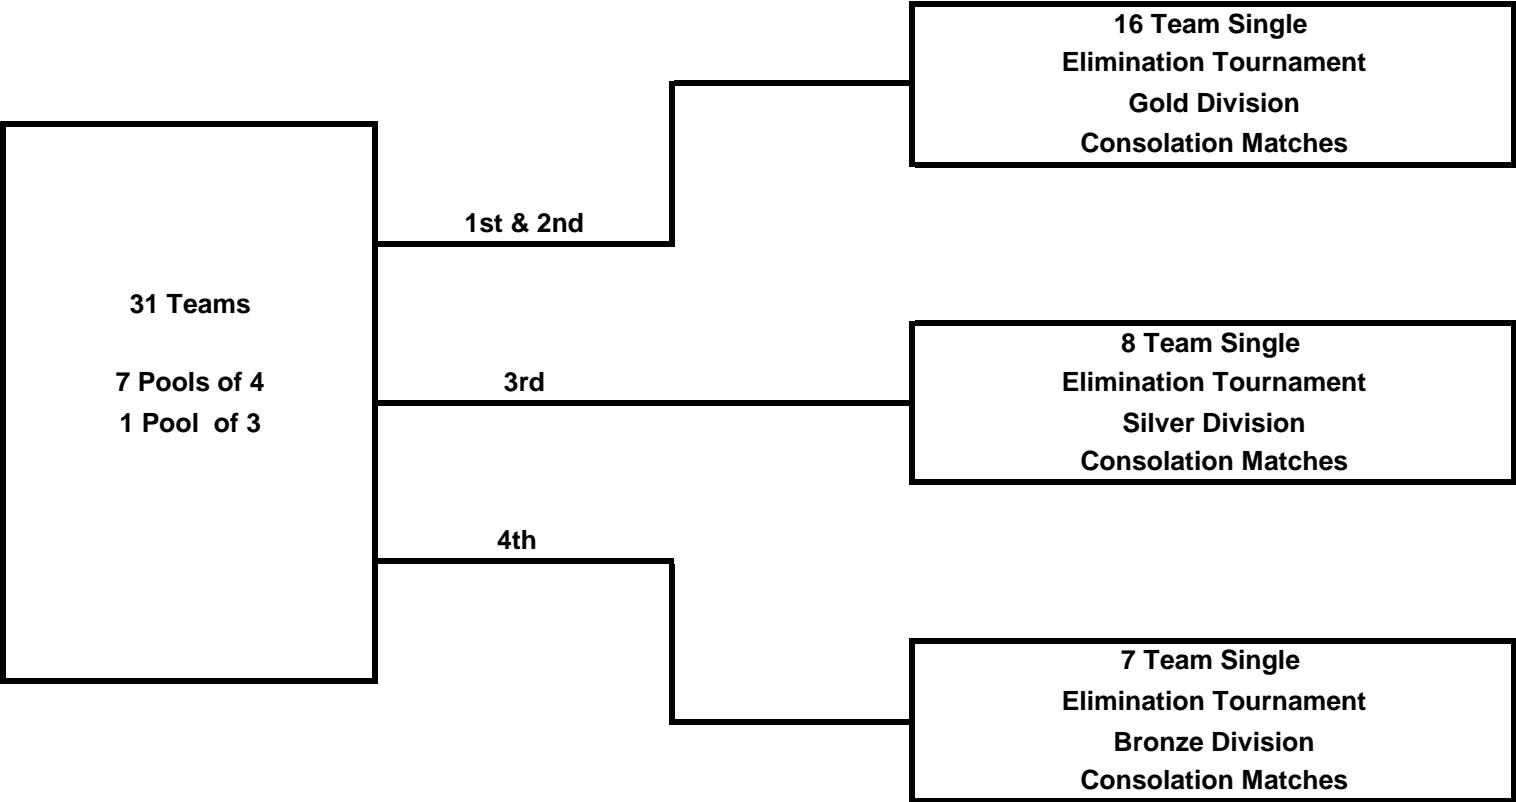 16 Team Single
Elimination Tournament
Gold Division
Consolation Matches
1st & 2nd
31 Teams
7 Pools of 4
1 Pool  of 3
3rd
8 Team Single
Elimination Tournament
Silver Division
Consolation Matches
4th
7 Team Single
Elimination Tournament
Bronze Division
Consolation Matches